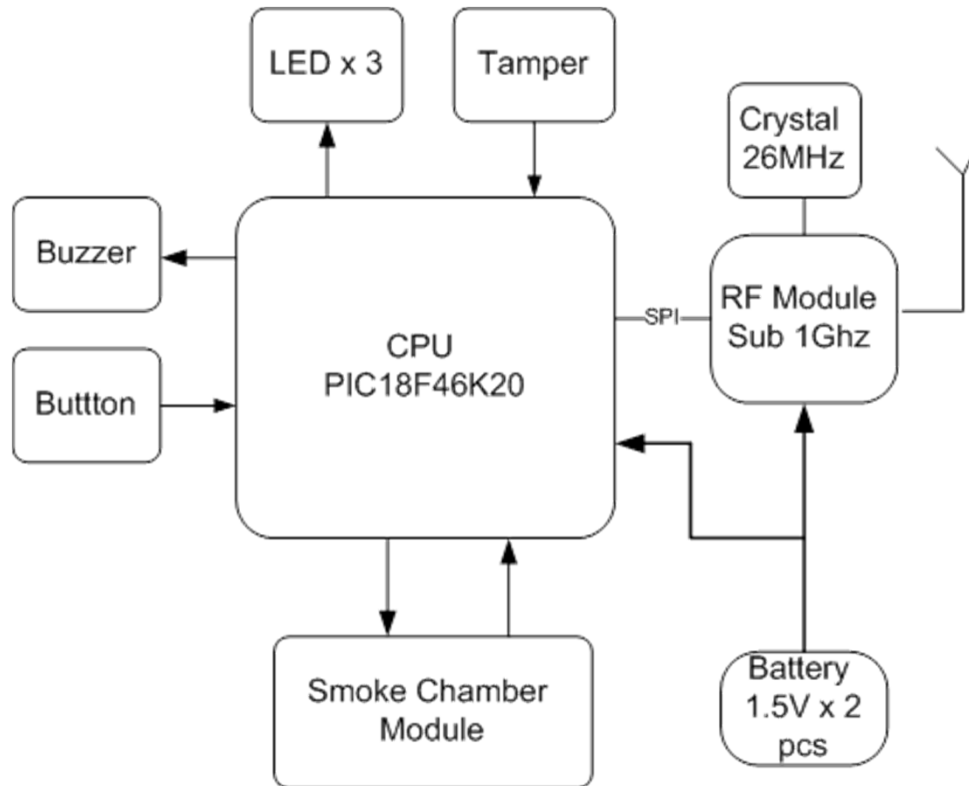 LED x 3
Tamper
Crystal
26MHz
Buzzer
RF Module
Sub 1Ghz
SPI
CPU
PIC18F46K20
Buttton
Smoke Chamber
Module
Battery
1.5V x 2
pcs